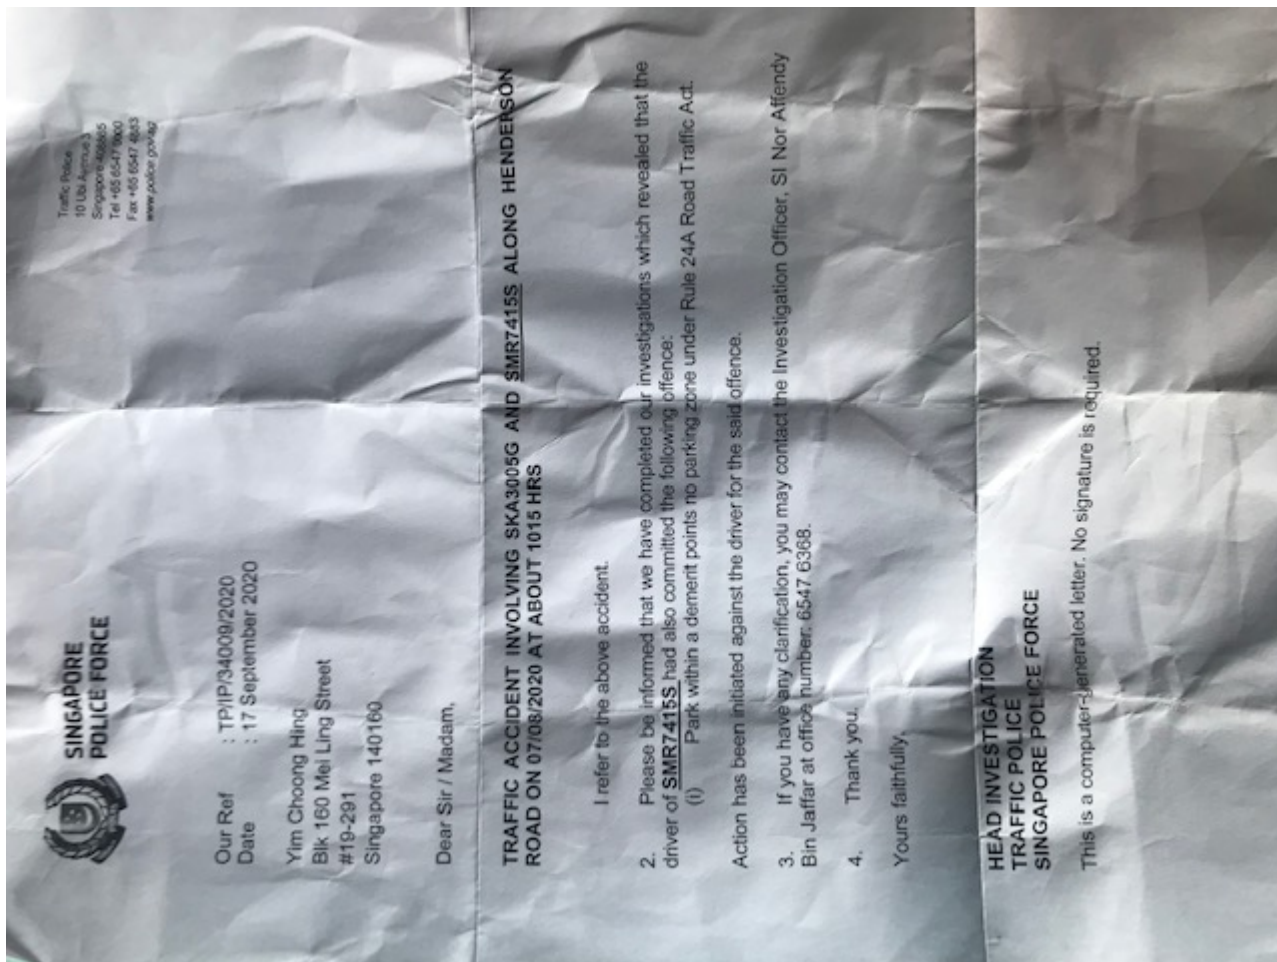 SINGAPORE
POLICE FORCE
Traffic Police
10 Ubi Avenue 3
Singapore 408865
Tel +65 6547 0000
Fax +65 6547 4883
www.police.gov.sg
Our Ref : TP/IP/34009/2020
Date : 17 September 2020
Yim Choong Hing
Blk 160 Mei Ling Street
#19-291
Singapore 140160
Dear Sir / Madam,
TRAFFIC ACCIDENT INVOLVING SKA3005G AND SMR7415S ALONG HENDERSON
ROAD ON 07/08/2020 AT ABOUT 1015 HRS
I refer to the above accident.
2. Please be informed that we have completed our investigations which revealed that the
driver of SMR7415S had also committed the following offence:
(i) Park within a demerit points no parking zone under Rule 24A Road Traffic Act.
Action has been initiated against the driver for the said offence.
3. If you have any clarification, you may contact the Investigation Officer, SI Nor Affendy
Bin Jaffar at office number: 6547 6368.
4. Thank you.
Yours faithfully,
HEAD INVESTIGATION
TRAFFIC POLICE
SINGAPORE POLICE FORCE
This is a computer-generated letter. No signature is required.